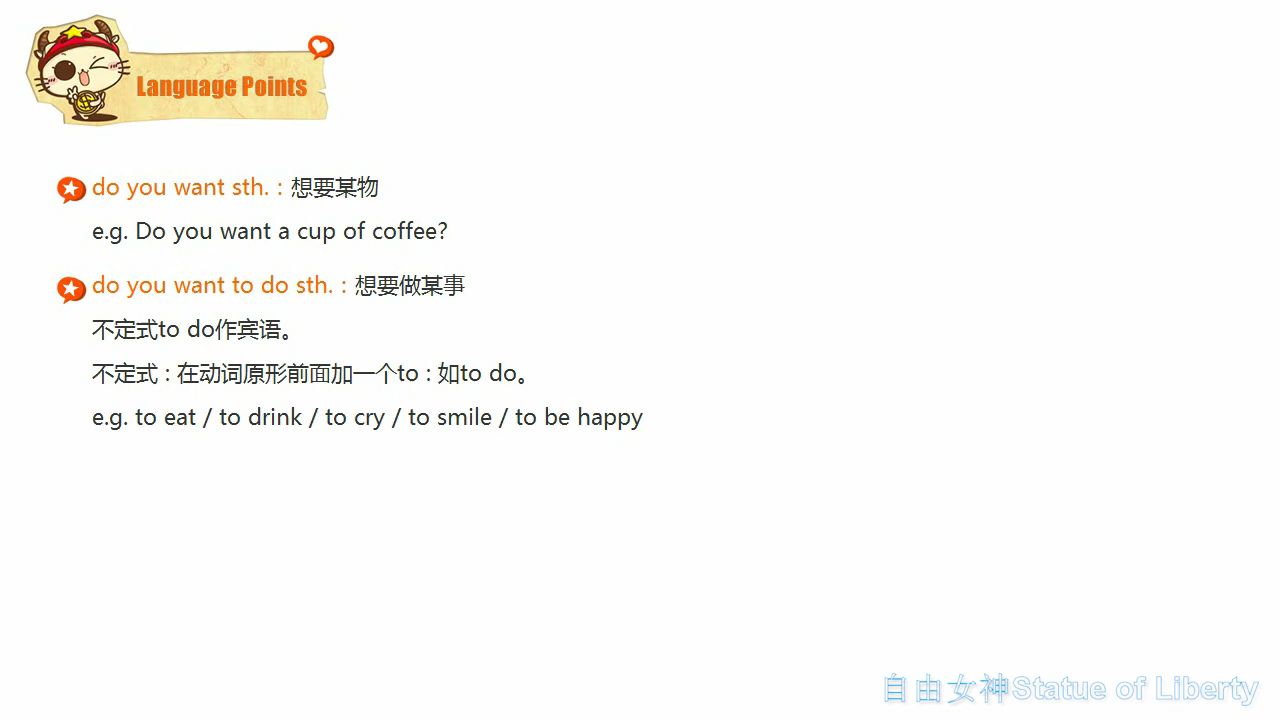 Language Points
do you want sth. : 想要某物
e.g. Do you want a cup of coffee?
do you want to do sth. : 想要做某事
不定式to do作宾语。
不定式 : 在动词原形前面加一个to : 如to do。
e.g. to eat / to drink / to cry / to smile / to be happy
自由女神Statue of Liberty